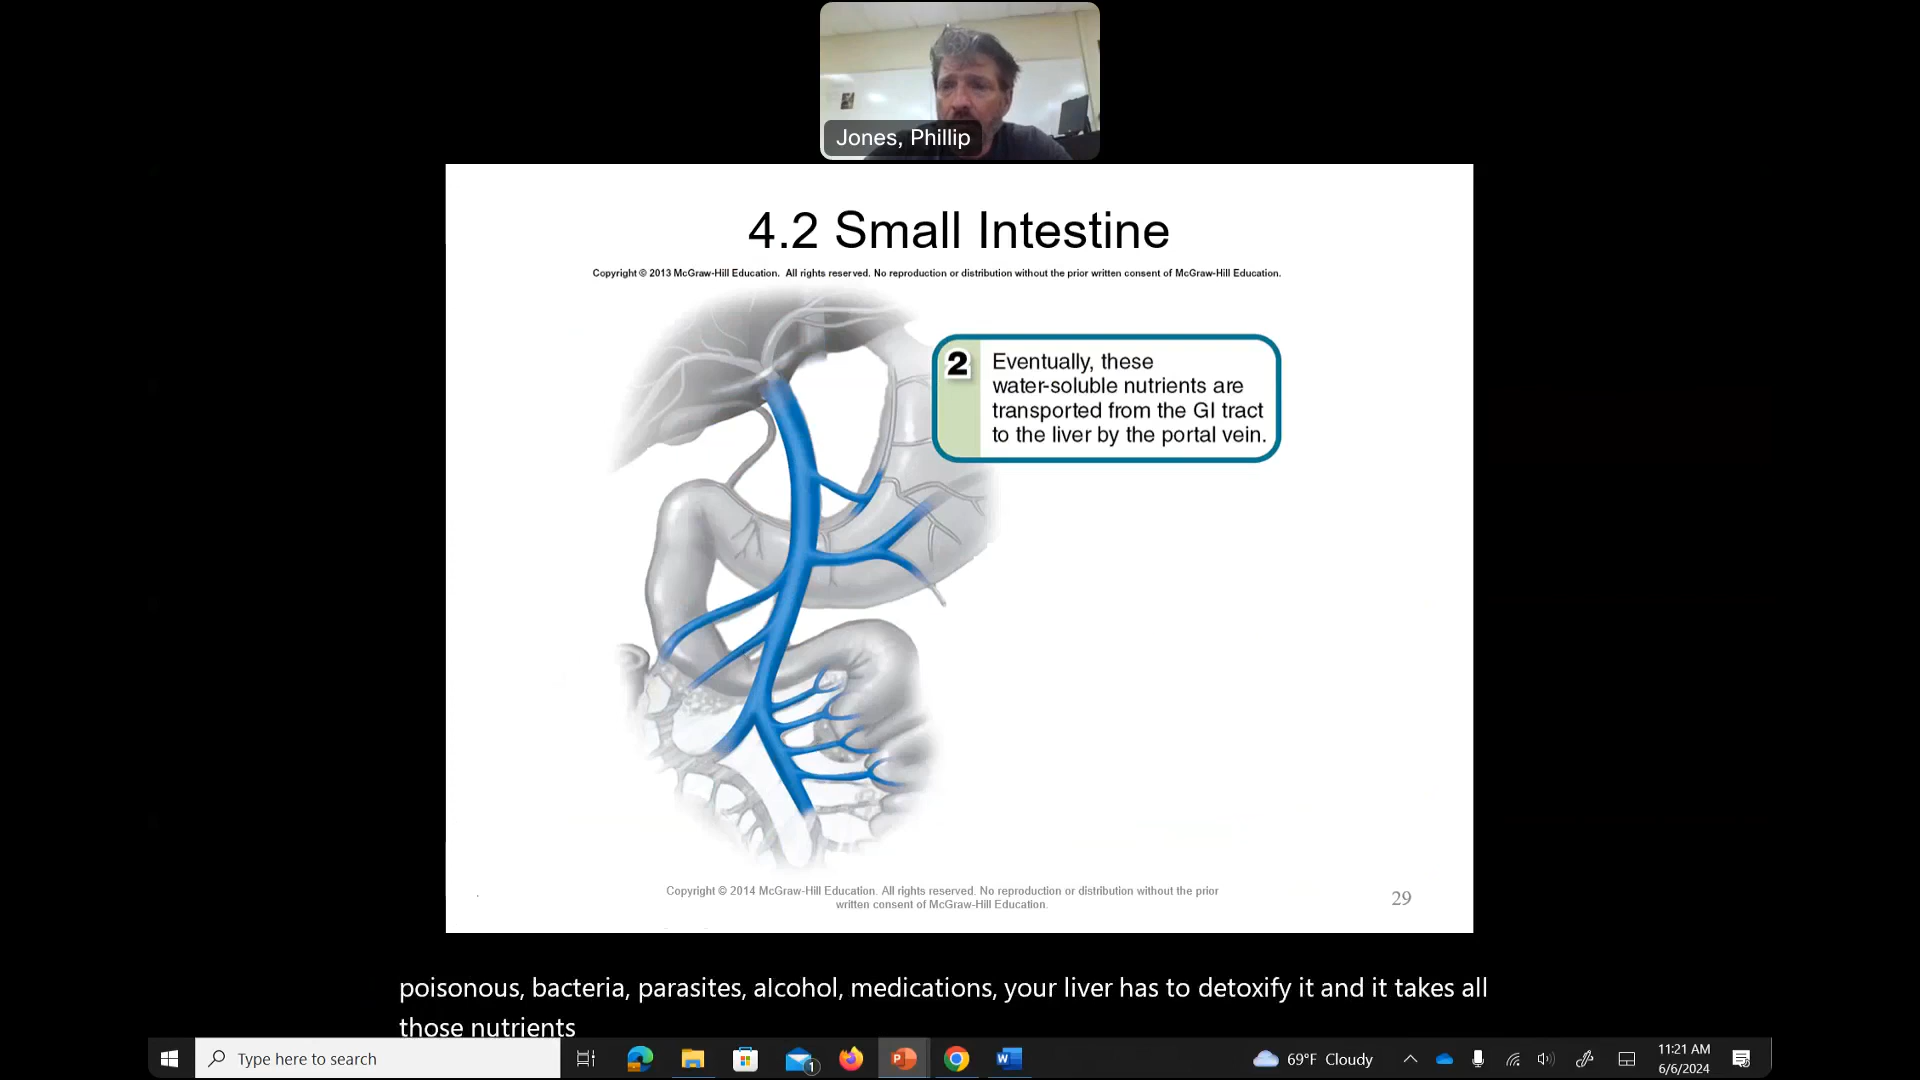 Jones, Phillip
4.2 Small Intestine
Copyright © 2013 McGraw-Hill Education. All rights reserved. No reproduction or distribution without the prior written consent of McGraw-Hill Education.
2
Eventually, these
water-soluble nutrients are
transported from the GI tract
to the liver by the portal vein.
Copyright © 2014 McGraw-Hill Education. All rights reserved. No reproduction or distribution without the prior
written consent of McGraw-Hill Education.
29
poisonous, bacteria, parasites, alcohol, medications, your liver has to detoxify it and it takes all
those nutrients
Type here to search
1
P
W
69°F Cloudy
11:21 AM
6/6/2024